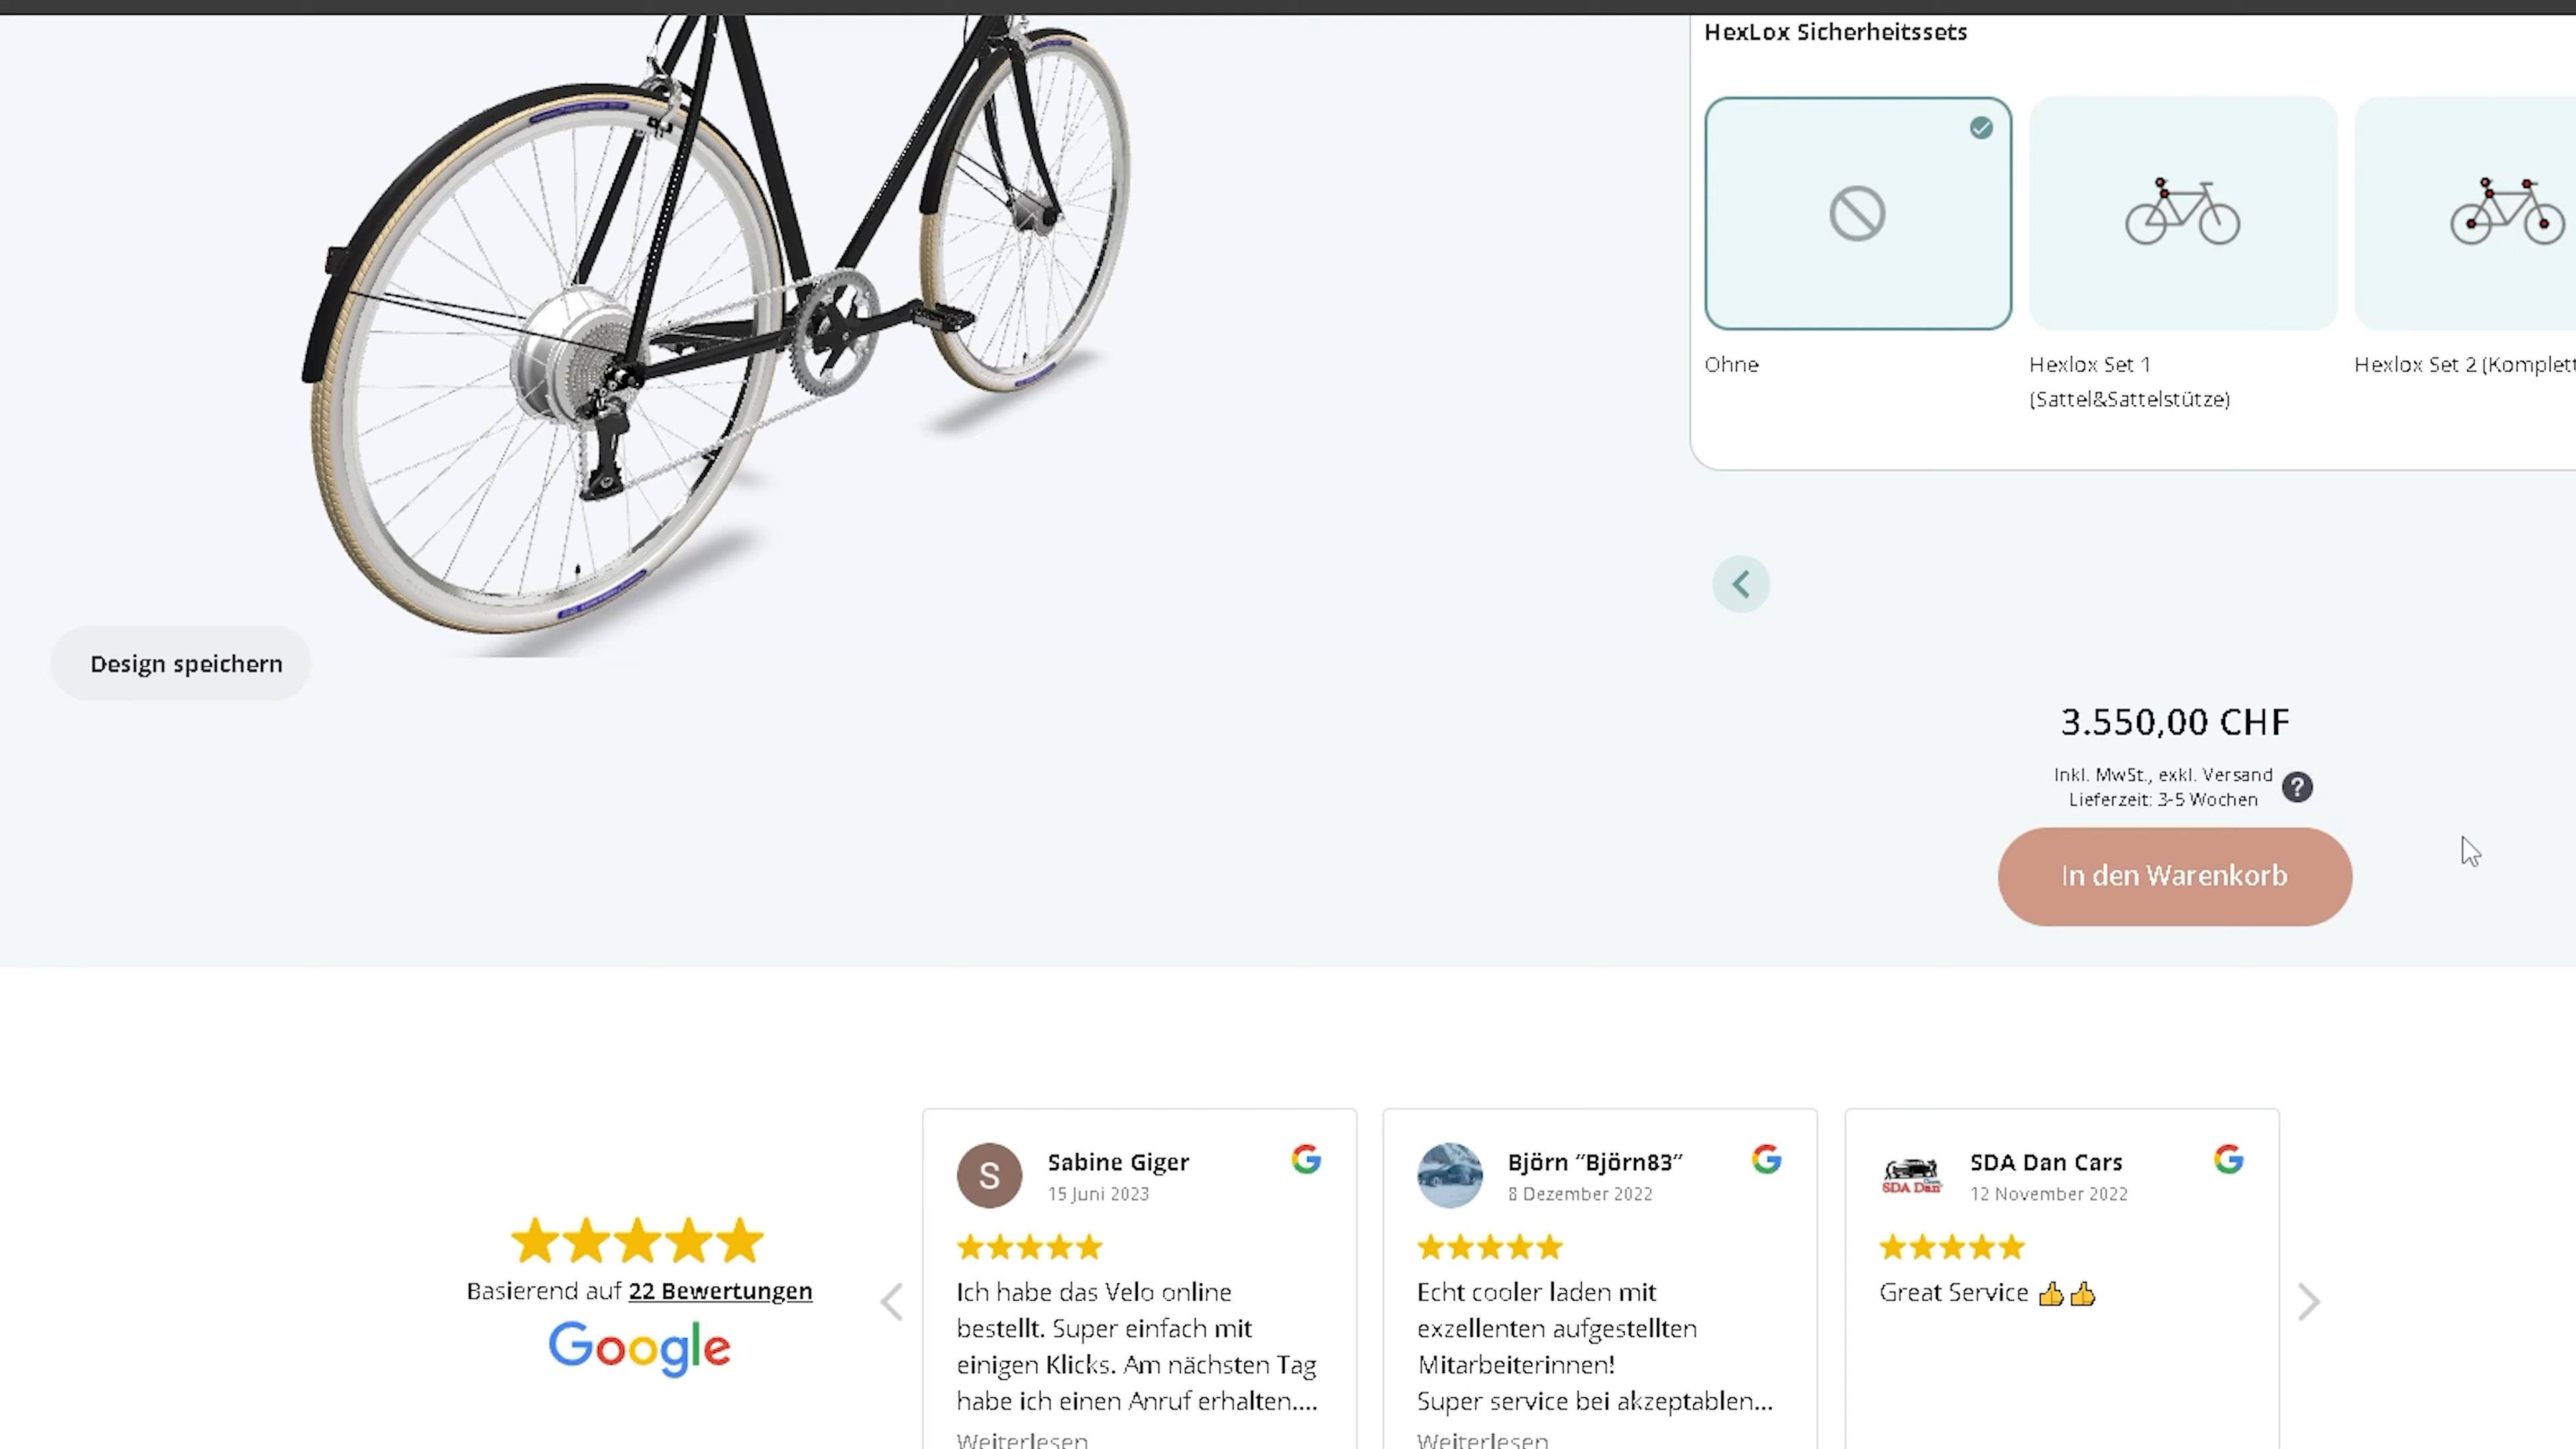 HexLox Sicherheitssets
Ohne
Hexlox Set 1
(Sattel&Sattelstütze)
Hexlox Set 2 (Komplett
Design speichern
3.550,00 CHF
Inkl. MwSt., exkl. Versand
Lieferzeit: 3-5 Wochen
?
In den Warenkorb
Basierend auf 22 Bewertungen
Google
S
Sabine Giger
15 Juni 2023
Ich habe das Velo online
bestellt. Super einfach mit
einigen Klicks. Am nächsten Tag
habe ich einen Anruf erhalten....
Weiterlesen
Björn “Björn83”
8 Dezember 2022
Echt cooler laden mit
exzellenten aufgestellten
Mitarbeiterinnen!
Super service bei akzeptablen...
Weiterlesen
SDA Dan
SDA Dan Cars
12 November 2022
Great Service 👍👍